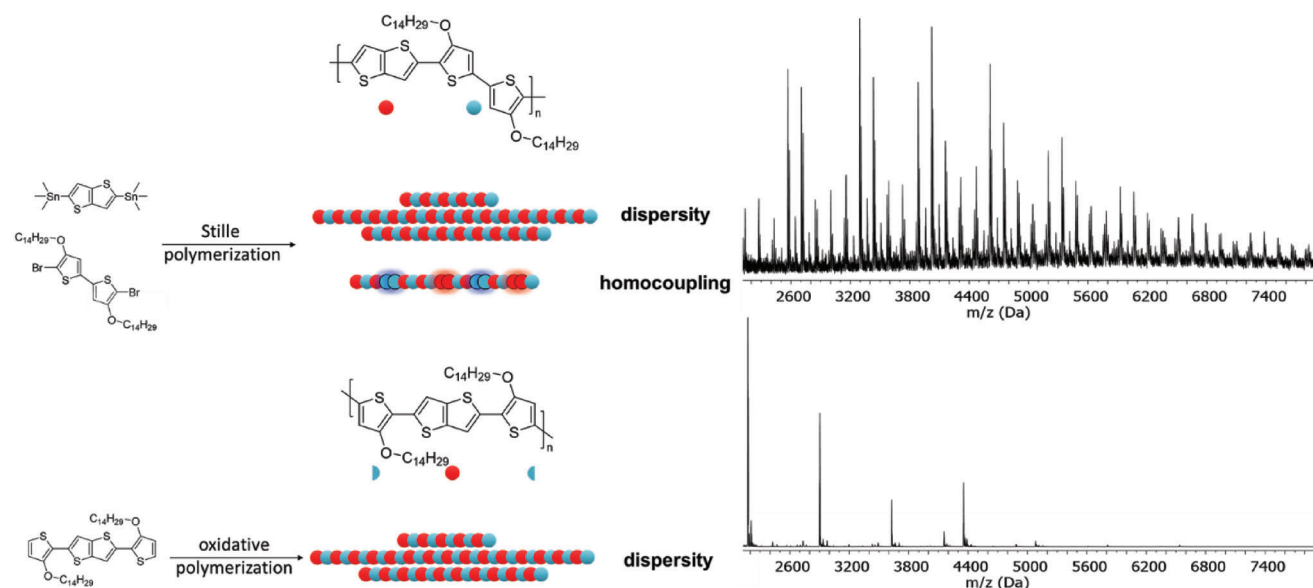 C₁₄H₂₉–O
S
S
S
S
n
O
C₁₄H₂₉
Sn
S
S
Sn
C₁₄H₂₉–O
Br
S
S
Br
O
C₁₄H₂₉
Stille
polymerization
dispersity
homocoupling
2600 3200 3800 4400 5000 5600 6200 6800 7400
m/z (Da)
C₁₄H₂₉–O
S
S
S
S
n
O
C₁₄H₂₉
C₁₄H₂₉–O
S
S
S
S
O
C₁₄H₂₉
oxidative
polymerization
dispersity
2600 3200 3800 4400 5000 5600 6200 6800 7400
m/z (Da)